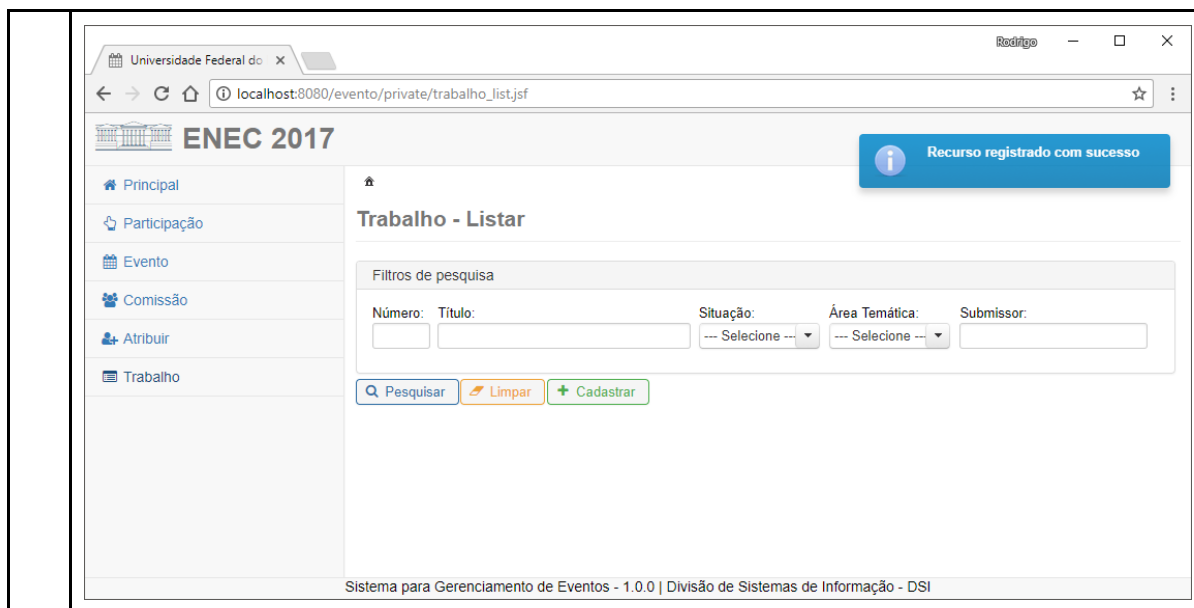 Rodrigo
Universidade Federal do
localhost:8080/evento/private/trabalho_list.jsf
ENEC 2017
Recurso registrado com sucesso
Principal
Participação
Evento
Comissão
Atribuir
Trabalho
Trabalho - Listar
Filtros de pesquisa
Número: Título: Situação: Área Temática: Submissor:
--- Selecione --- --- Selecione ---
Pesquisar Limpar Cadastrar
Sistema para Gerenciamento de Eventos - 1.0.0 | Divisão de Sistemas de Informação - DSI